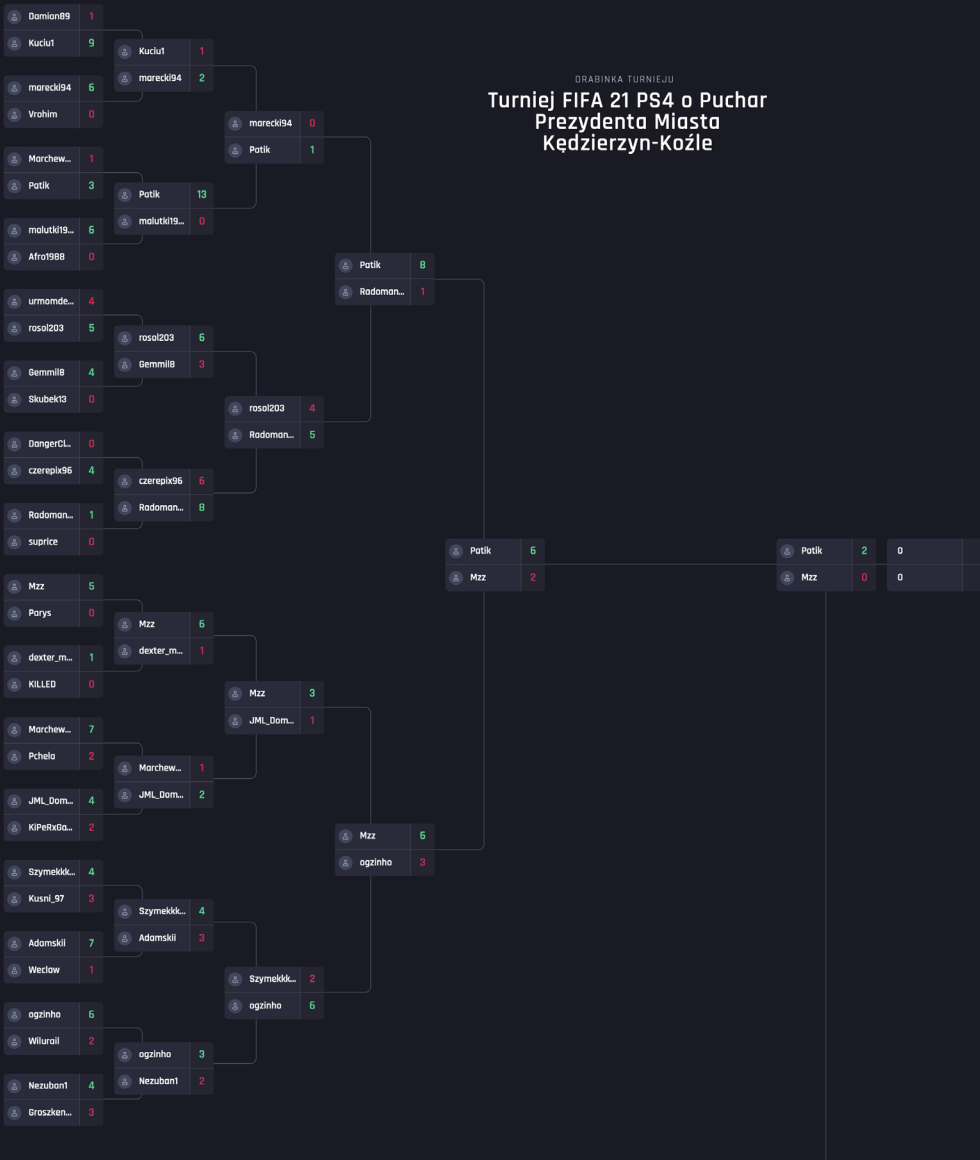 DRABINKA TURNIEJU
Turniej FIFA 21 PS4 o Puchar
Prezydenta Miasta
Kędzierzyn-Koźle
Damian89 1
Kuciu1 9
marecki94 6
Vrohim 0
Marchew... 1
Patik 3
malutki19... 6
Afro1988 0
urmomde... 4
rosol203 5
Gemmil8 4
Skubek13 0
DangerCl... 0
czerepix96 4
Radoman... 1
suprice 0
Mzz 5
Parys 0
dexter_m... 1
KILLED 0
Marchew... 7
Pchela 2
JML_Dom... 4
KiPeRxGa... 2
Szymekkk... 4
Kusni_97 3
Adamskii 7
Weclaw 1
ogzinho 6
Wilurail 2
Nezuban1 4
Groszken... 3
Kuciu1 1
marecki94 2
Patik 13
malutki19... 0
rosol203 6
Gemmil8 3
czerepix96 6
Radoman... 8
Mzz 6
dexter_m... 1
Marchew... 1
JML_Dom... 2
Szymekkk... 4
Adamskii 3
ogzinho 3
Nezuban1 2
marecki94 0
Patik 1
rosol203 4
Radoman... 5
Mzz 3
JML_Dom... 1
Szymekkk... 2
ogzinho 6
Patik 8
Radoman... 1
Mzz 6
ogzinho 3
Patik 6
Mzz 2
Patik 2
Mzz 0
0
0